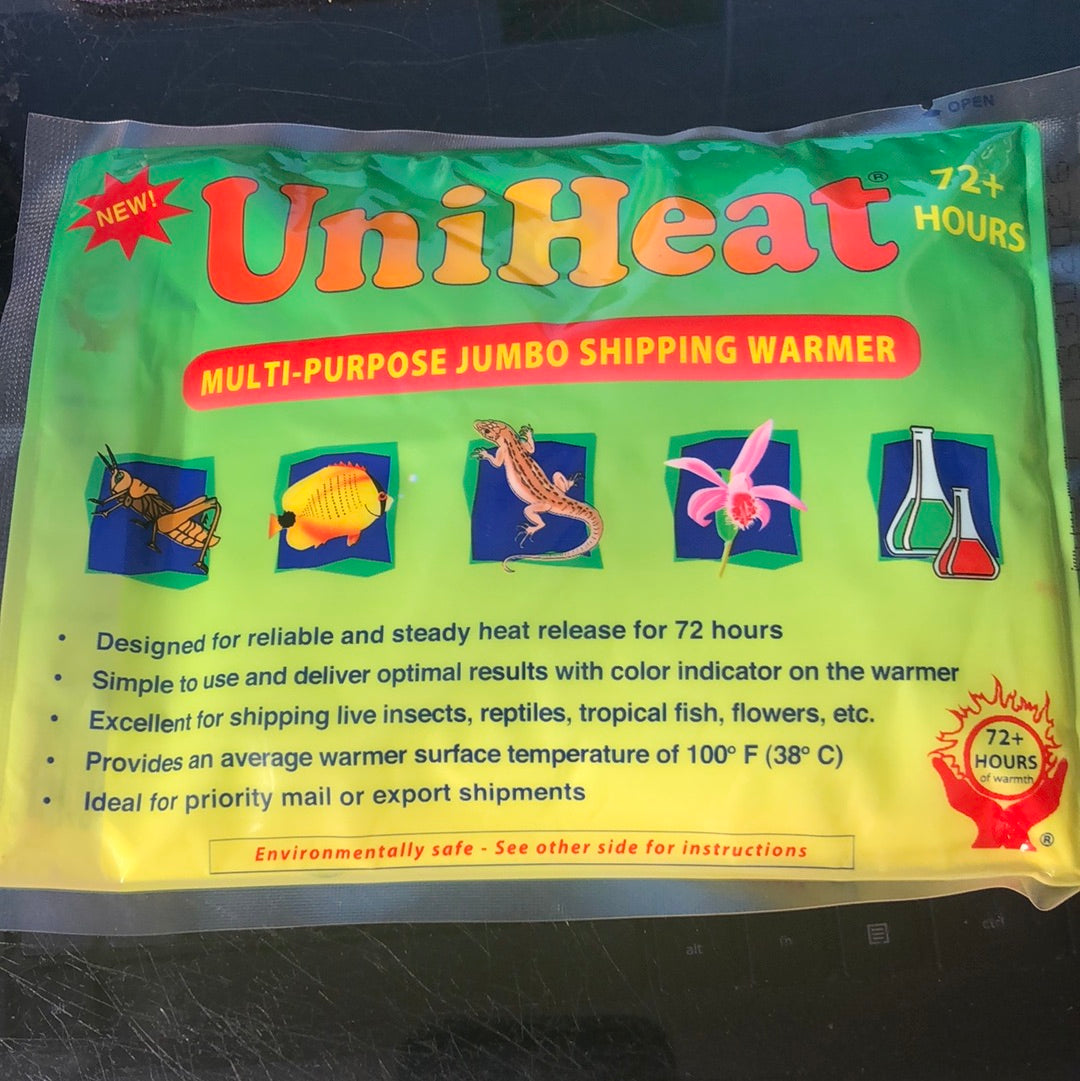 OPEN
NEW!
UniHeat®
72+
HOURS
MULTI-PURPOSE JUMBO SHIPPING WARMER
• Designed for reliable and steady heat release for 72 hours
• Simple to use and deliver optimal results with color indicator on the warmer
• Excellent for shipping live insects, reptiles, tropical fish, flowers, etc.
• Provides an average warmer surface temperature of 100° F (38° C)
• Ideal for priority mail or export shipments
72+
HOURS
of warmth
®
Environmentally safe - See other side for instructions
alt
fn
ctrl